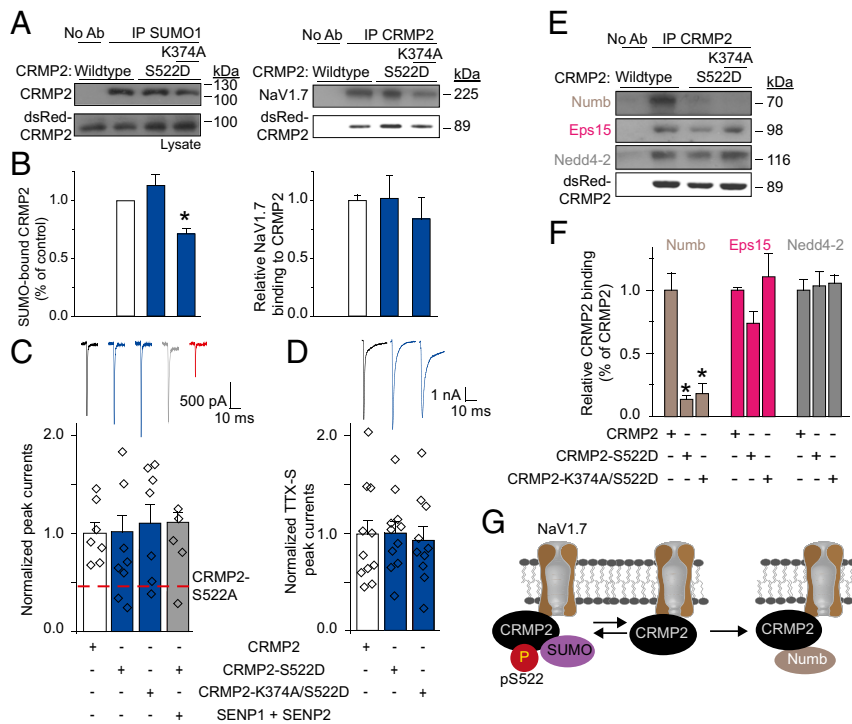 A
No Ab
IP SUMO1
K374A
CRMP2: Wildtype
S522D
kDa
CRMP2
130
100
dsRed-
CRMP2
100
Lysate
No Ab
IP CRMP2
K374A
CRMP2: Wildtype
S522D
kDa
NaV1.7
225
dsRed-
CRMP2
89
B
SUMO-bound CRMP2
(% of control)
1.0
0.5
0.0
*
Relative NaV1.7
binding to CRMP2
1.0
0.5
0.0
C
500 pA
10 ms
Normalized peak currents
2.0
1.0
0.0
CRMP2-
S522A
D
1 nA
10 ms
Normalized TTX-S
peak currents
2.0
1.0
0.0
+ - - - CRMP2 + - -
- + - + CRMP2-S522D - + -
- - + - CRMP2-K374A/S522D - - +
- - - + SENP1 + SENP2 - - -
E
No Ab
IP CRMP2
K374A
CRMP2: Wildtype
S522D
kDa
Numb
70
Eps15
98
Nedd4-2
116
dsRed-
CRMP2
89
F
Numb
Eps15
Nedd4-2
Relative CRMP2 binding
(% of CRMP2)
1.0
0.5
0.0
* *
CRMP2 + - - + - - + - -
CRMP2-S522D - + - - + - - + -
CRMP2-K374A/S522D - - + - - + - - +
G
NaV1.7
CRMP2
P
SUMO
pS522
CRMP2
CRMP2
Numb